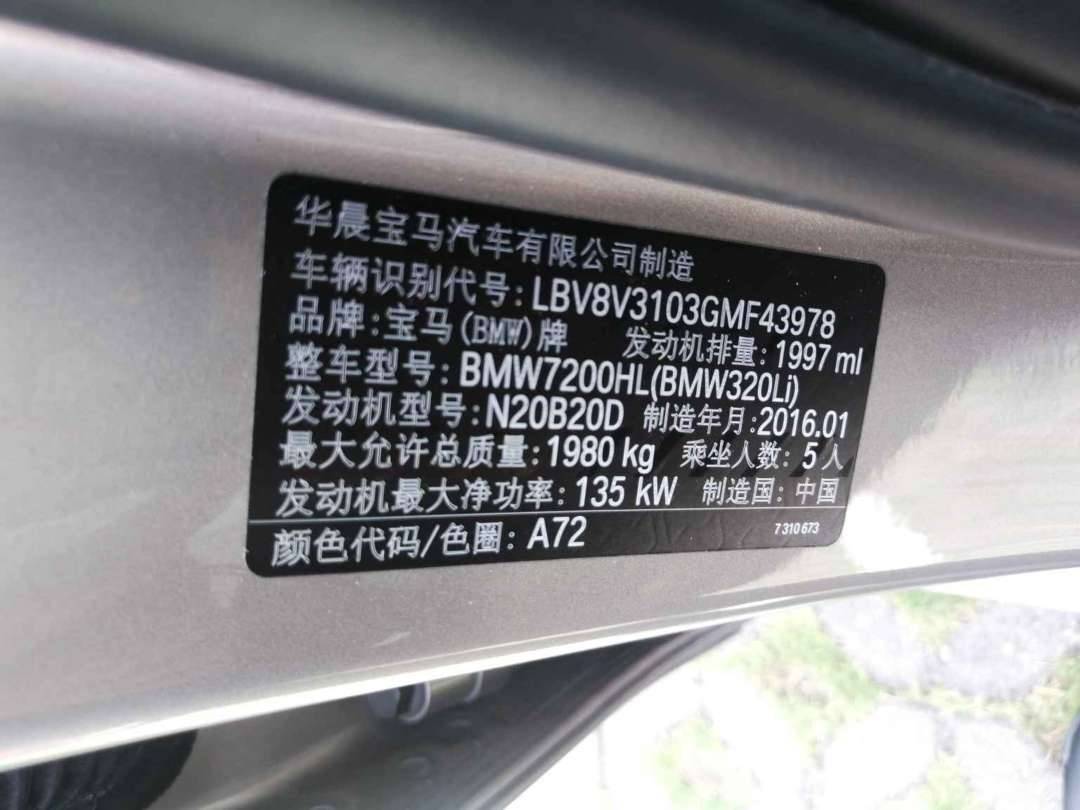 华晨宝马汽车有限公司制造
车辆识别代号: LBV8V3103GMF43978
品牌: 宝马(BMW)牌 发动机排量: 1997 ml
整车型号: BMW7200HL(BMW320Li)
发动机型号: N20B20D 制造年月: 2016.01
最大允许总质量: 1980 kg 乘坐人数: 5 人
发动机最大净功率: 135 kW 制造国: 中国
颜色代码/色圈: A72 7 310 673